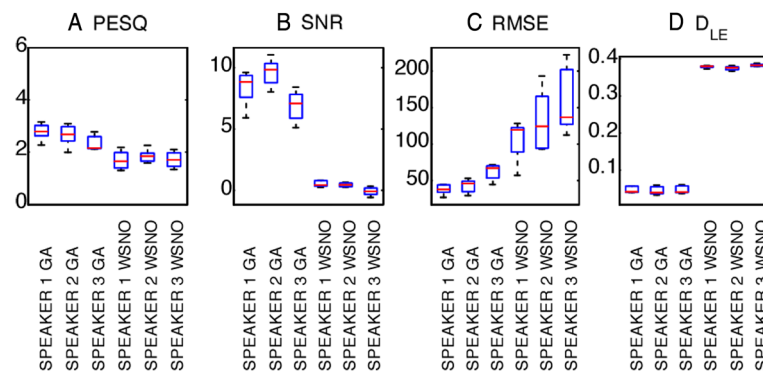 A PESQ
B SNR
C RMSE
D D_LE
6
4
2
0
10
5
0
200
150
100
50
0.4
0.3
0.2
0.1
SPEAKER 1 GA
SPEAKER 2 GA
SPEAKER 3 GA
SPEAKER 1 WSNO
SPEAKER 2 WSNO
SPEAKER 3 WSNO
SPEAKER 1 GA
SPEAKER 2 GA
SPEAKER 3 GA
SPEAKER 1 WSNO
SPEAKER 2 WSNO
SPEAKER 3 WSNO
SPEAKER 1 GA
SPEAKER 2 GA
SPEAKER 3 GA
SPEAKER 1 WSNO
SPEAKER 2 WSNO
SPEAKER 3 WSNO
SPEAKER 1 GA
SPEAKER 2 GA
SPEAKER 3 GA
SPEAKER 1 WSNO
SPEAKER 2 WSNO
SPEAKER 3 WSNO